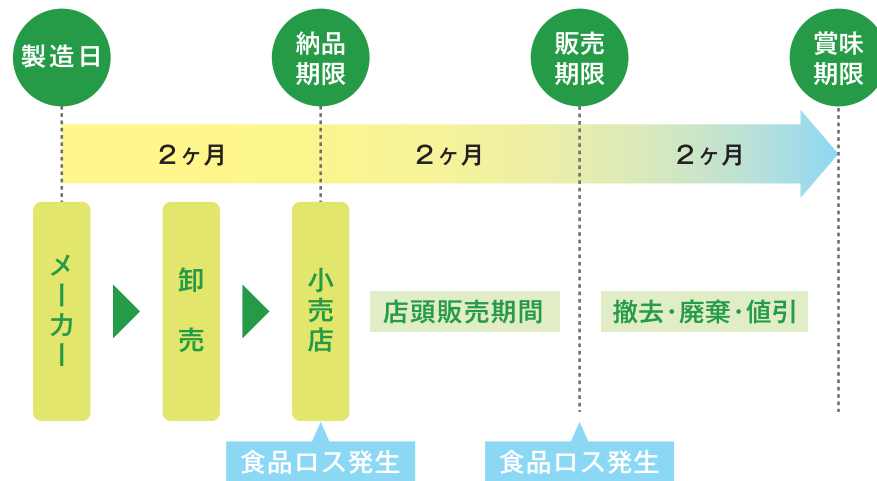 製造日
納品
期限
販売
期限
賞味
期限
2ヶ月
2ヶ月
2ヶ月
メーカー
卸売
小売店
店頭販売期間
撤去・廃棄・値引
食品ロス発生
食品ロス発生